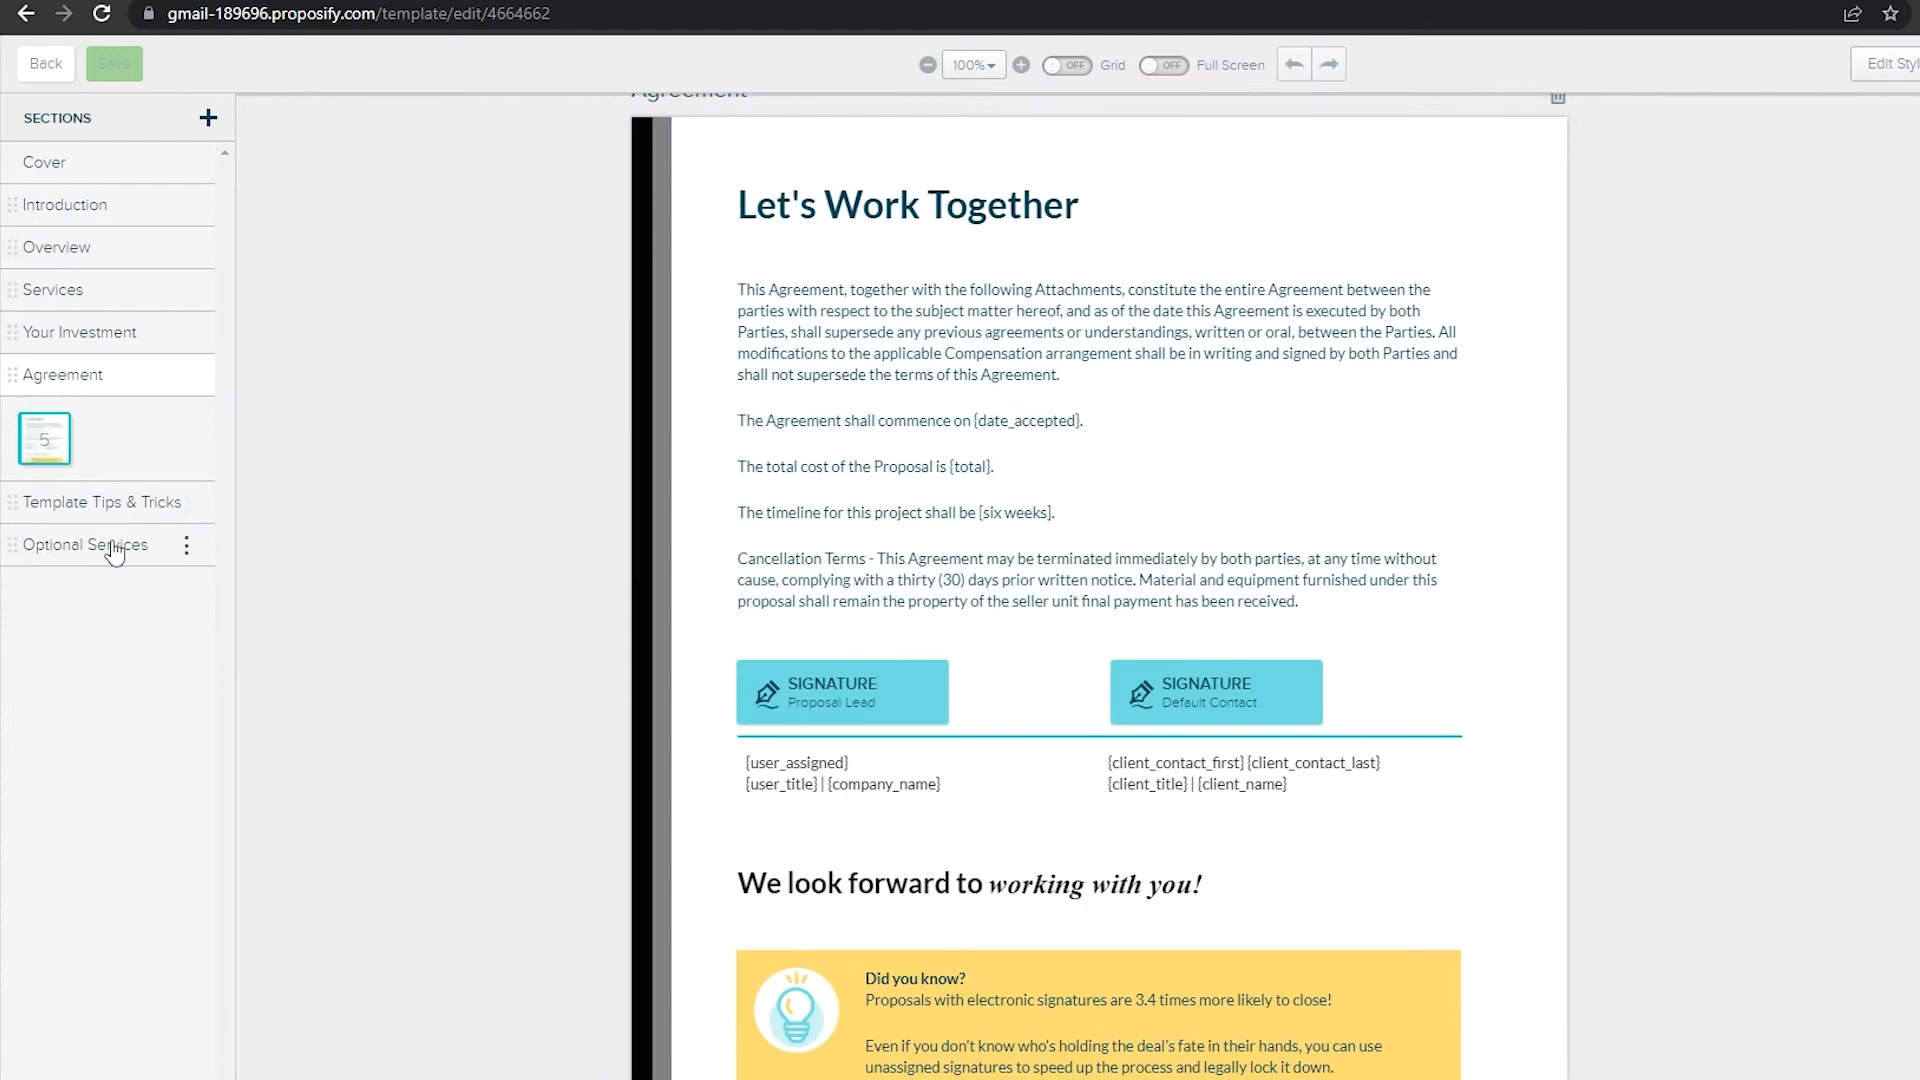 gmail-189696.proposify.com/template/edit/4664662
Back
Save
100%
OFF
Grid
OFF
Full Screen
Edit Styl
SECTIONS
Cover
Introduction
Overview
Services
Your Investment
Agreement
5
Template Tips & Tricks
Optional Services
Agreement
Let's Work Together
This Agreement, together with the following Attachments, constitute the entire Agreement between the
parties with respect to the subject matter hereof, and as of the date this Agreement is executed by both
Parties, shall supersede any previous agreements or understandings, written or oral, between the Parties. All
modifications to the applicable Compensation arrangement shall be in writing and signed by both Parties and
shall not supersede the terms of this Agreement.
The Agreement shall commence on {date_accepted}.
The total cost of the Proposal is {total}.
The timeline for this project shall be [six weeks].
Cancellation Terms - This Agreement may be terminated immediately by both parties, at any time without
cause, complying with a thirty (30) days prior written notice. Material and equipment furnished under this
proposal shall remain the property of the seller unit final payment has been received.
SIGNATURE
Proposal Lead
SIGNATURE
Default Contact
{user_assigned}
{user_title} | {company_name}
{client_contact_first} {client_contact_last}
{client_title} | {client_name}
We look forward to working with you!
Did you know?
Proposals with electronic signatures are 3.4 times more likely to close!
Even if you don't know who's holding the deal's fate in their hands, you can use
unassigned signatures to speed up the process and legally lock it down.